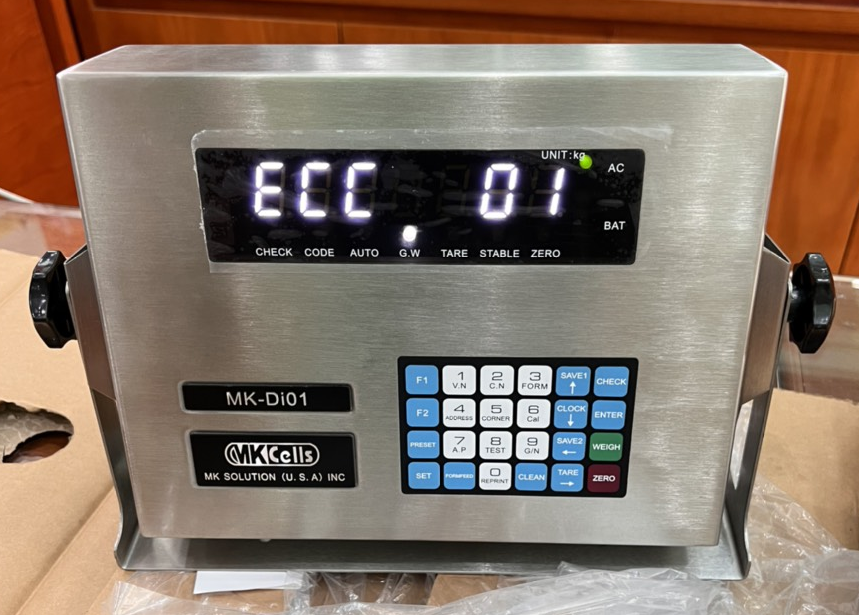 UNIT:kg
AC
ECC 01
BAT
CHECK CODE AUTO G.W TARE STABLE ZERO
MK-Di01
MKCells
MK SOLUTION (U.S.A) INC
F1 1 V.N 2 C.N 3 FORM SAVE1 ↑ CHECK
F2 4 ADDRESS 5 CORNER 6 Cal CLOCK ↓ ENTER
PRESET 7 A.P 8 TEST 9 G/N SAVE2 ← WEIGH
SET FORMFEED 0 REPRINT CLEAN TARE → ZERO